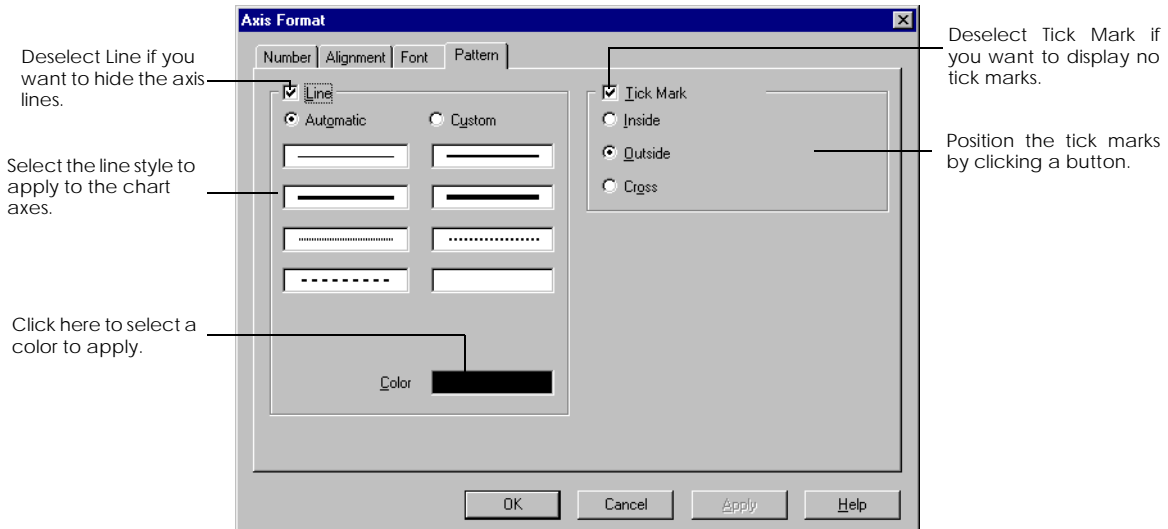 Axis Format
Number Alignment Font Pattern
Deselect Line if you
want to hide the axis
lines.
Line
Automatic Custom
Select the line style to
apply to the chart
axes.
Click here to select a
color to apply.
Color
Tick Mark
Inside
Outside
Cross
Deselect Tick Mark if
you want to display no
tick marks.
Position the tick marks
by clicking a button.
OK Cancel Apply Help